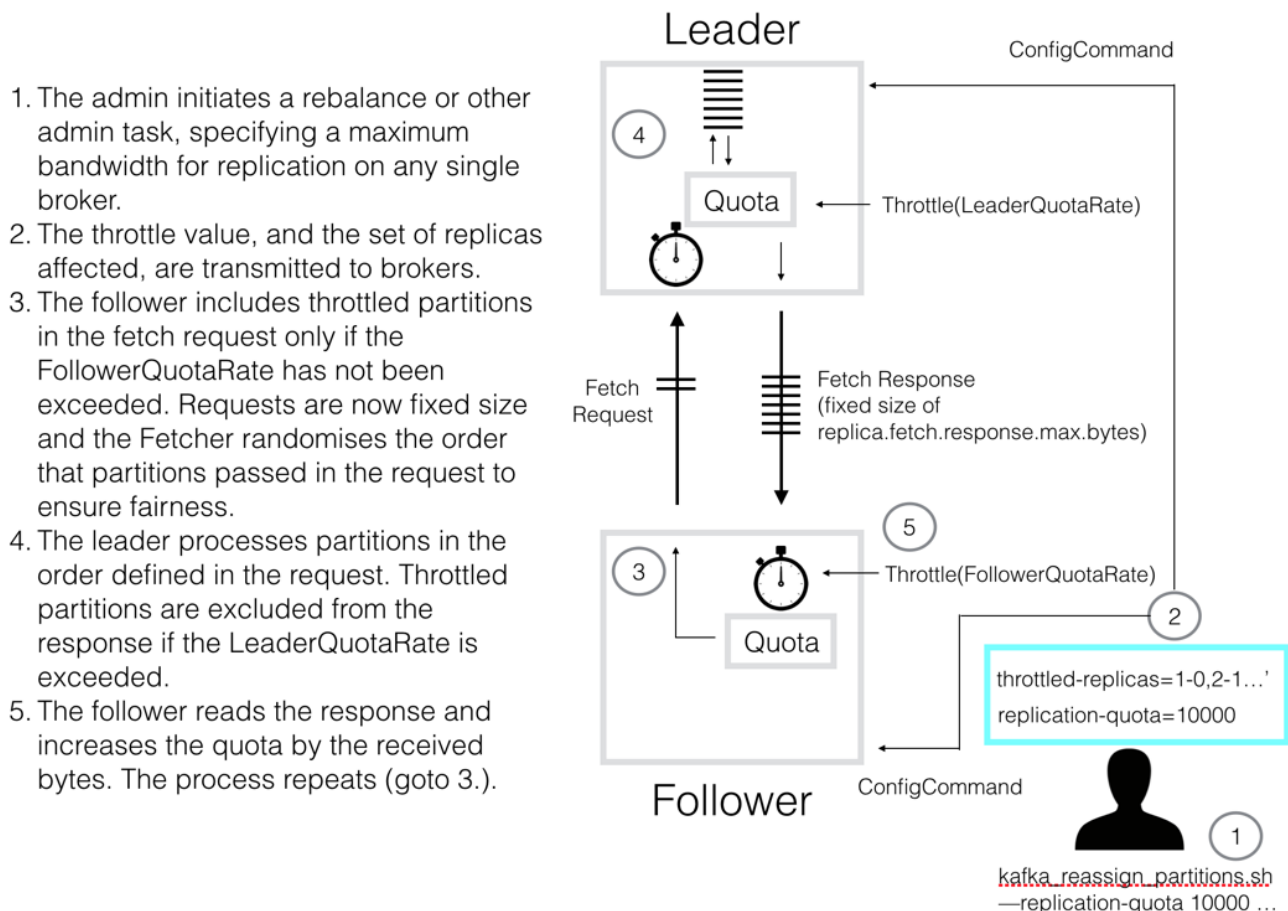 Leader
ConfigCommand
1. The admin initiates a rebalance or other
admin task, specifying a maximum
bandwidth for replication on any single
broker.
2. The throttle value, and the set of replicas
affected, are transmitted to brokers.
3. The follower includes throttled partitions
in the fetch request only if the
FollowerQuotaRate has not been
exceeded. Requests are now fixed size
and the Fetcher randomises the order
that partitions passed in the request to
ensure fairness.
4. The leader processes partitions in the
order defined in the request. Throttled
partitions are excluded from the
response if the LeaderQuotaRate is
exceeded.
5. The follower reads the response and
increases the quota by the received
bytes. The process repeats (goto 3.).
4
Quota
Throttle(LeaderQuotaRate)
Fetch
Request
Fetch Response
(fixed size of
replica.fetch.response.max.bytes)
5
3
Throttle(FollowerQuotaRate)
Quota
2
throttled-replicas=1-0,2-1…’
replication-quota=10000
ConfigCommand
Follower
1
kafka_reassign_partitions.sh
—replication-quota 10000 …